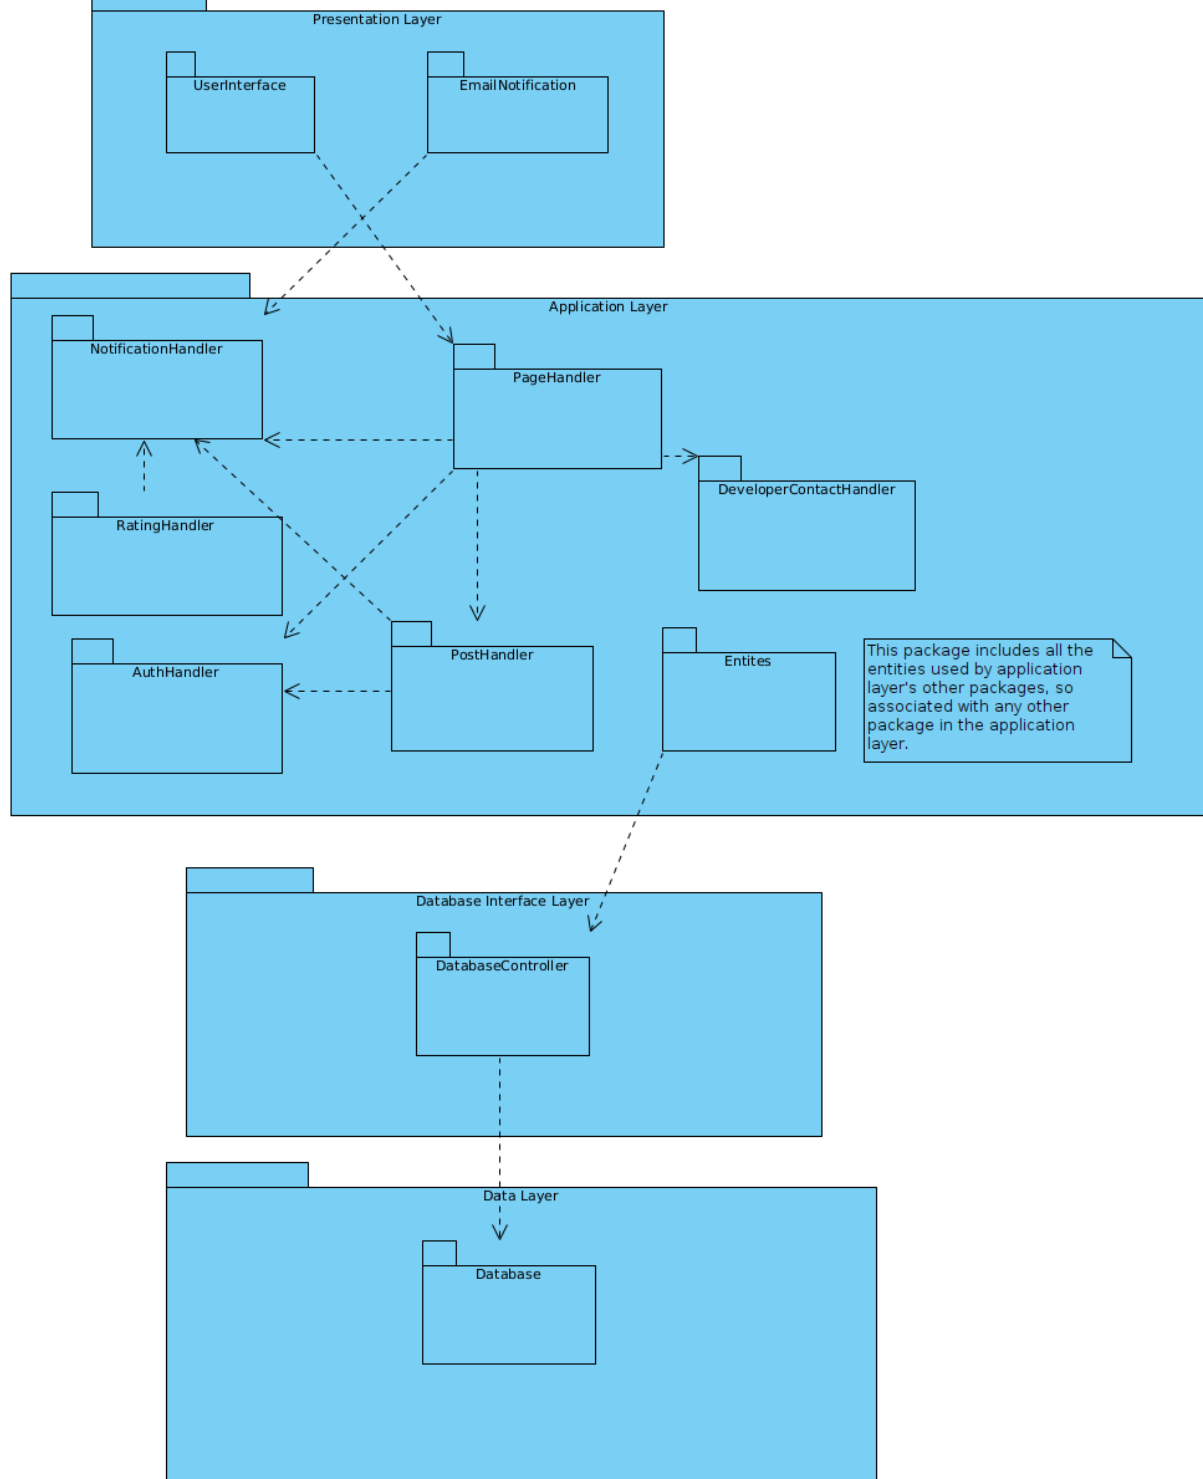 Presentation Layer
UserInterface
EmailNotification
Application Layer
NotificationHandler
PageHandler
DeveloperContactHandler
RatingHandler
AuthHandler
PostHandler
Entites
This package includes all the
entities used by application
layer's other packages, so
associated with any other
package in the application
layer.
Database Interface Layer
DatabaseController
Data Layer
Database